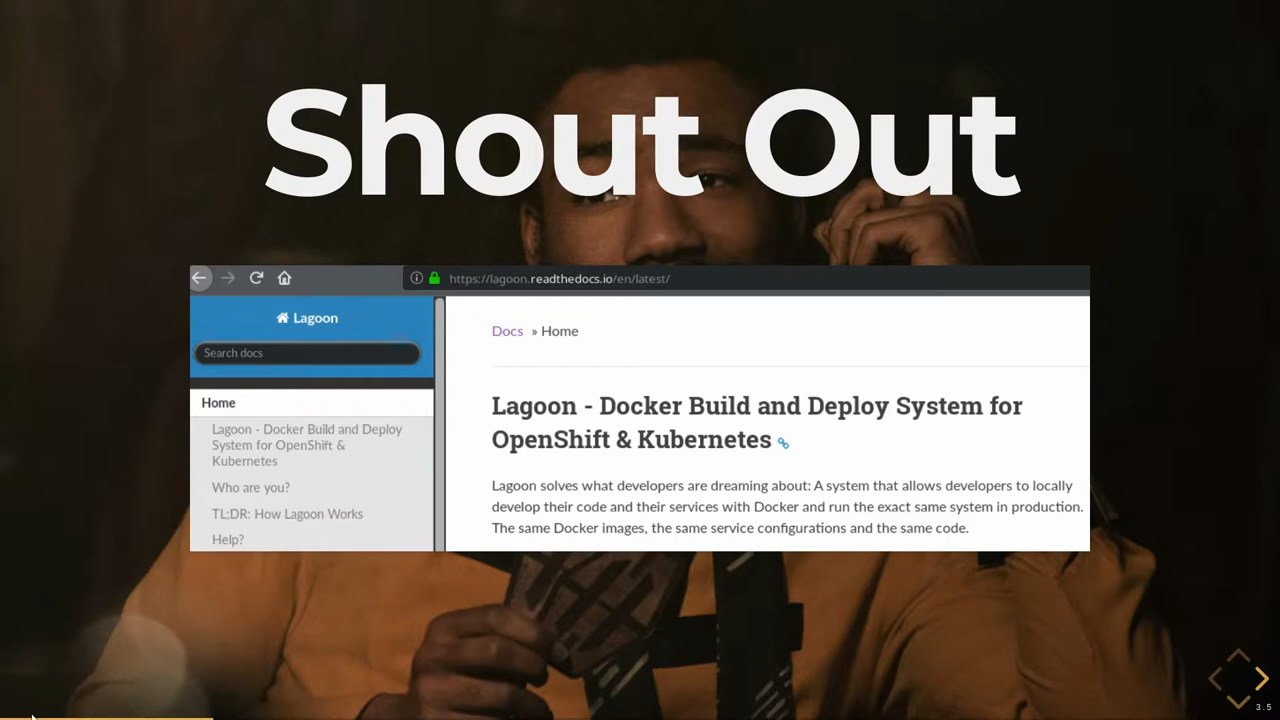 Shout Out
https://lagoon.readthedocs.io/en/latest/
Lagoon
Search docs
Home
Lagoon - Docker Build and Deploy
System for OpenShift &
Kubernetes
Who are you?
TL;DR: How Lagoon Works
Help?
Docs » Home
Lagoon - Docker Build and Deploy System for
OpenShift & Kubernetes
Lagoon solves what developers are dreaming about: A system that allows developers to locally
develop their code and their services with Docker and run the exact same system in production.
The same Docker images, the same service configurations and the same code.
3.5